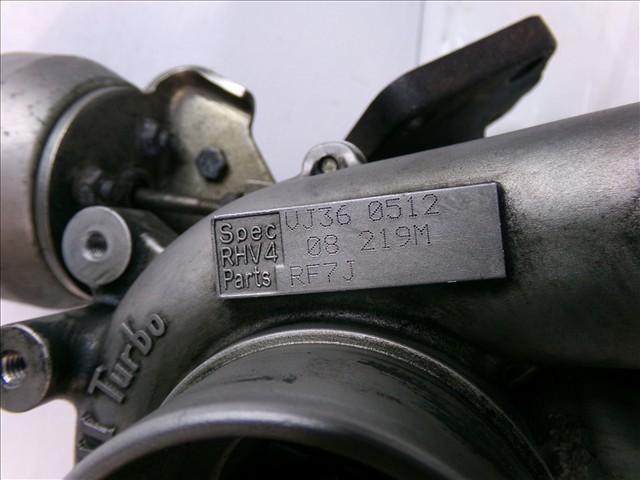 Spec VJ36 0512
RHV4 08 219M
Parts RF7J
Turbo